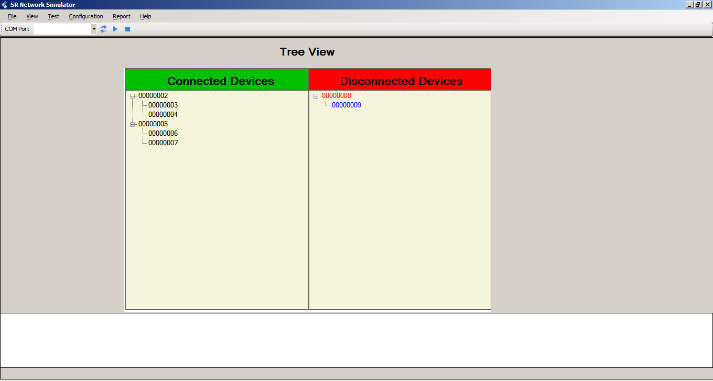 SR Network Simulator
File View Test Configuration Report Help
COM Port
Tree View
Connected Devices Disconnected Devices
00000002 00000008
00000003 00000009
00000004
00000005
00000006
00000007